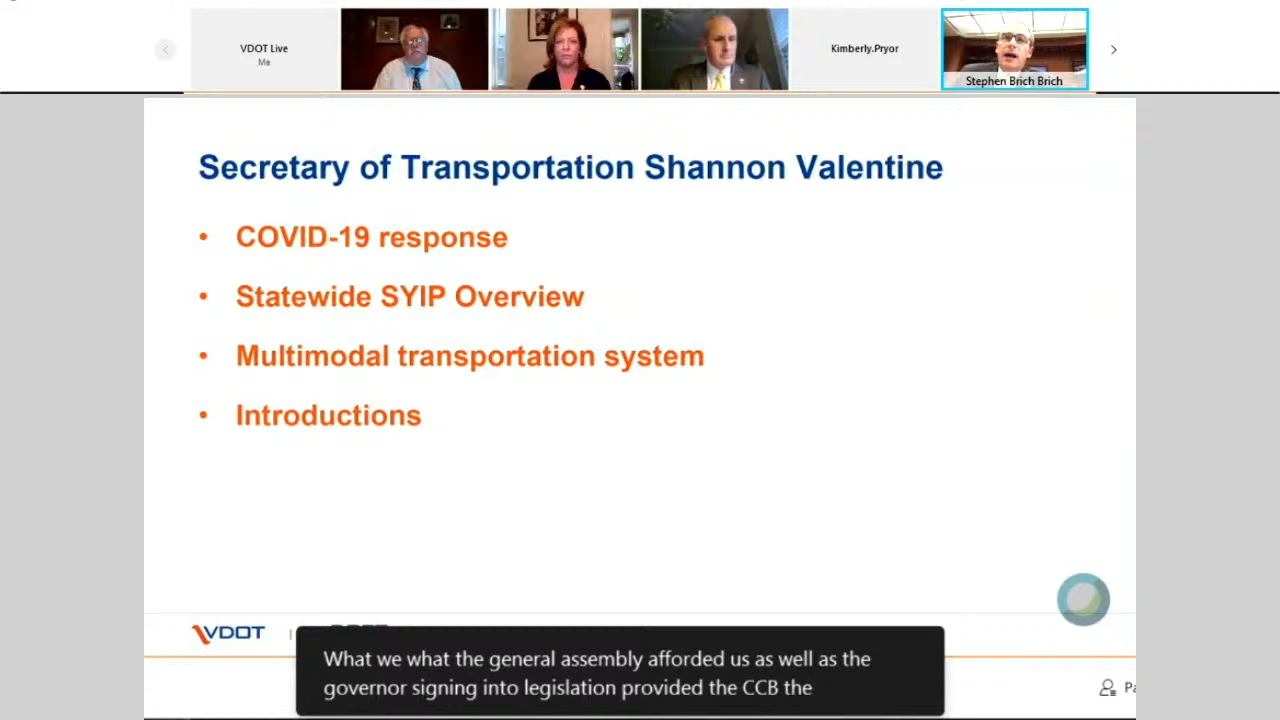 VDOT Live
Me
Kimberly.Pryor
Stephen Brich Brich
Secretary of Transportation Shannon Valentine
• COVID-19 response
• Statewide SYIP Overview
• Multimodal transportation system
• Introductions
VDOT
What we what the general assembly afforded us as well as the
governor signing into legislation provided the CCB the